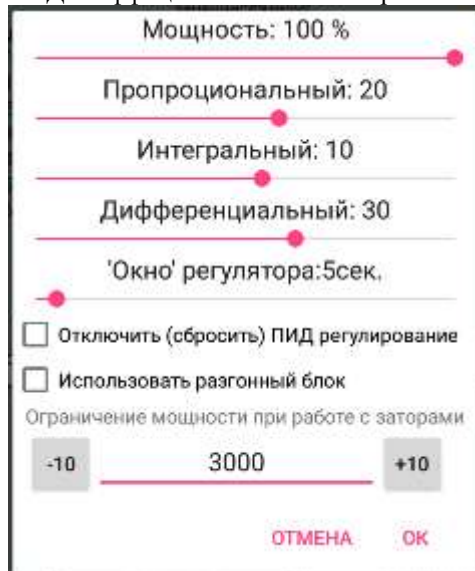 Мощность: 100 %
Пропроциональный: 20
Интегральный: 10
Дифференциальный: 30
'Окно' регулятора:5сек.
Отключить (сбросить) ПИД регулирование
Использовать разгонный блок
Ограничение мощности при работе с заторами
-10 3000 +10
ОТМЕНА ОК